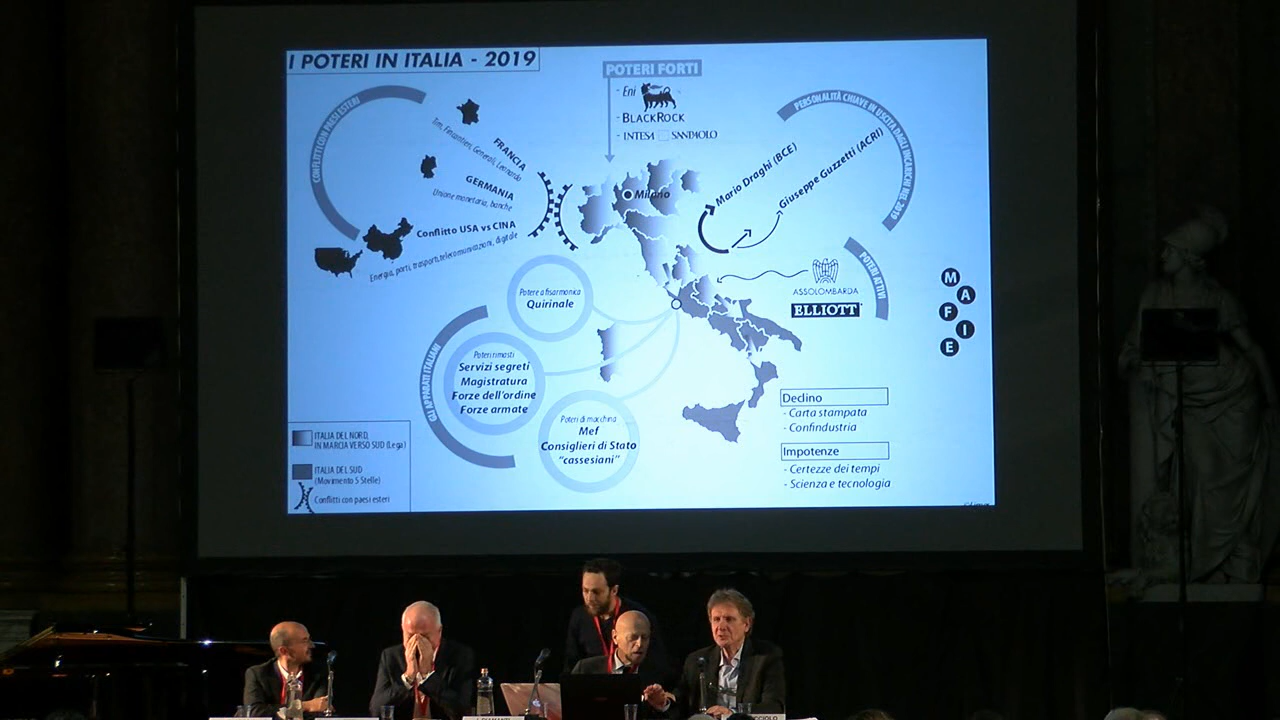 I POTERI IN ITALIA - 2019
POTERI FORTI
- Eni
- BLACKROCK
- INTESA SANPAOLO
CONFLITTI CON PAESI ESTERI
FRANCIA
Tim, Fincantieri, Generali, Leonardo
GERMANIA
Unione monetaria, banche
Conflitto USA vs CINA
Energia, porti, trasporti, telecomunicazioni, digitale
Milano
PERSONALITÀ CHIAVE IN USCITA DAGLI INCARICHI NEL 2019
Mario Draghi (BCE)
Giuseppe Guzzetti (ACRI)
POTERI ATTIVI
ASSOLOMBARDA
ELLIOTT
MAFIE
GLI APPARATI ITALIANI
Potere a fisarmonica
Quirinale
Poteri rimasti
Servizi segreti
Magistratura
Forze dell'ordine
Forze armate
Poteri di macchina
Mef
Consiglieri di Stato
"cassesiani"
Declino
- Carta stampata
- Confindustria
Impotenze
- Certezze dei tempi
- Scienza e tecnologia
ITALIA DEL NORD,
IN MARCIA VERSO SUD (Lega)
ITALIA DEL SUD
(Movimento 5 Stelle)
Conflitti con paesi esteri